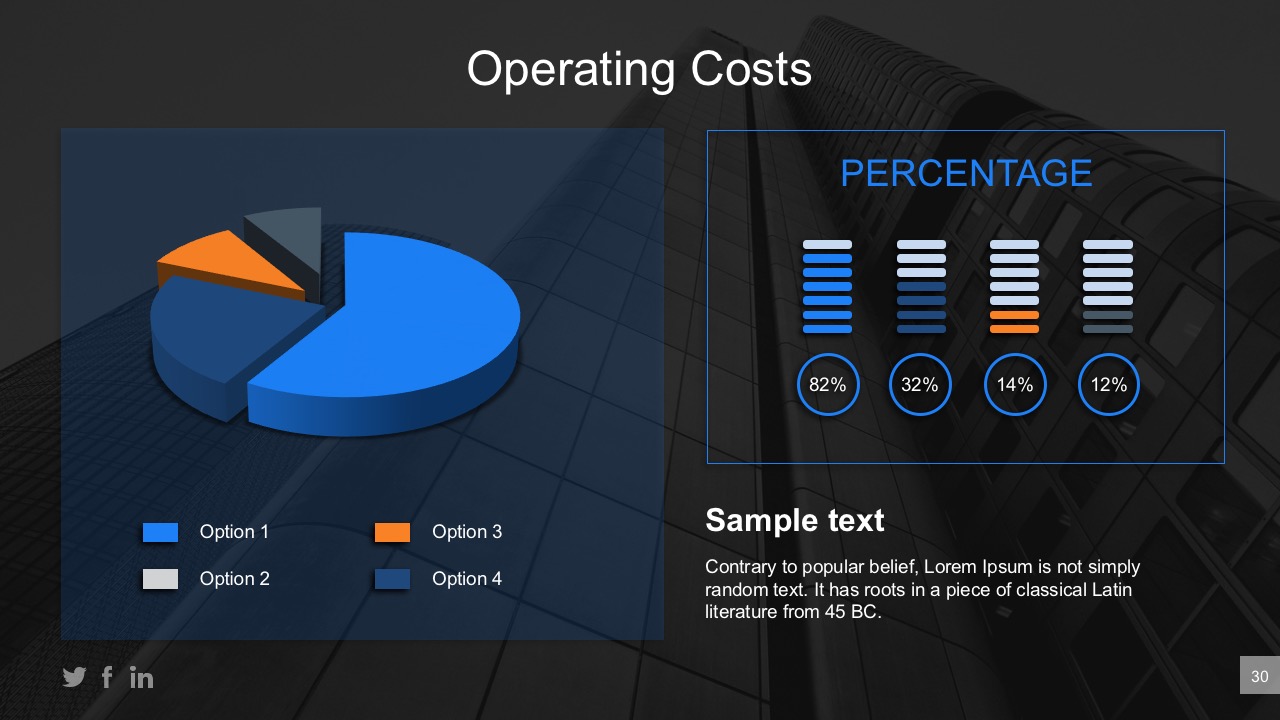 Operating Costs
PERCENTAGE
82% 32% 14% 12%
Option 1 Option 3
Option 2 Option 4
Sample text
Contrary to popular belief, Lorem Ipsum is not simply
random text. It has roots in a piece of classical Latin
literature from 45 BC.
30